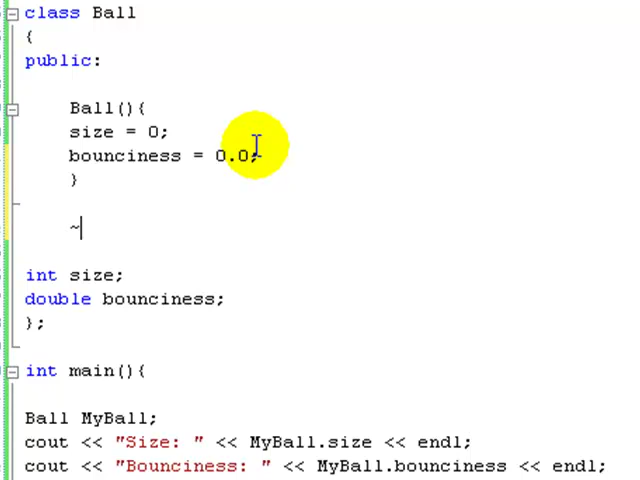 class Ball
{
public:
Ball(){
size = 0;
bounciness = 0.0;
}
~
int size;
double bounciness;
};
int main(){
Ball MyBall;
cout << "Size: " << MyBall.size << endl;
cout << "Bounciness: " << MyBall.bounciness << endl;